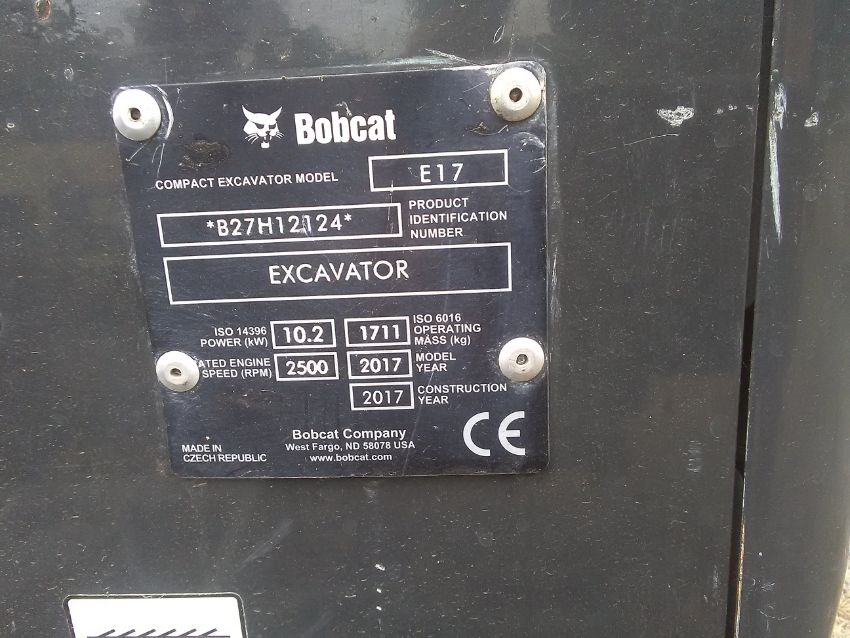 Bobcat
COMPACT EXCAVATOR MODEL E17
*B27H12124* PRODUCT IDENTIFICATION NUMBER
EXCAVATOR
ISO 14396 POWER (kW) 10.2 1711 ISO 6016 OPERATING MASS (kg)
ATED ENGINE SPEED (RPM) 2500 2017 MODEL YEAR
2017 CONSTRUCTION YEAR
MADE IN CZECH REPUBLIC
Bobcat Company
West Fargo, ND 58078 USA
www.bobcat.com
CE